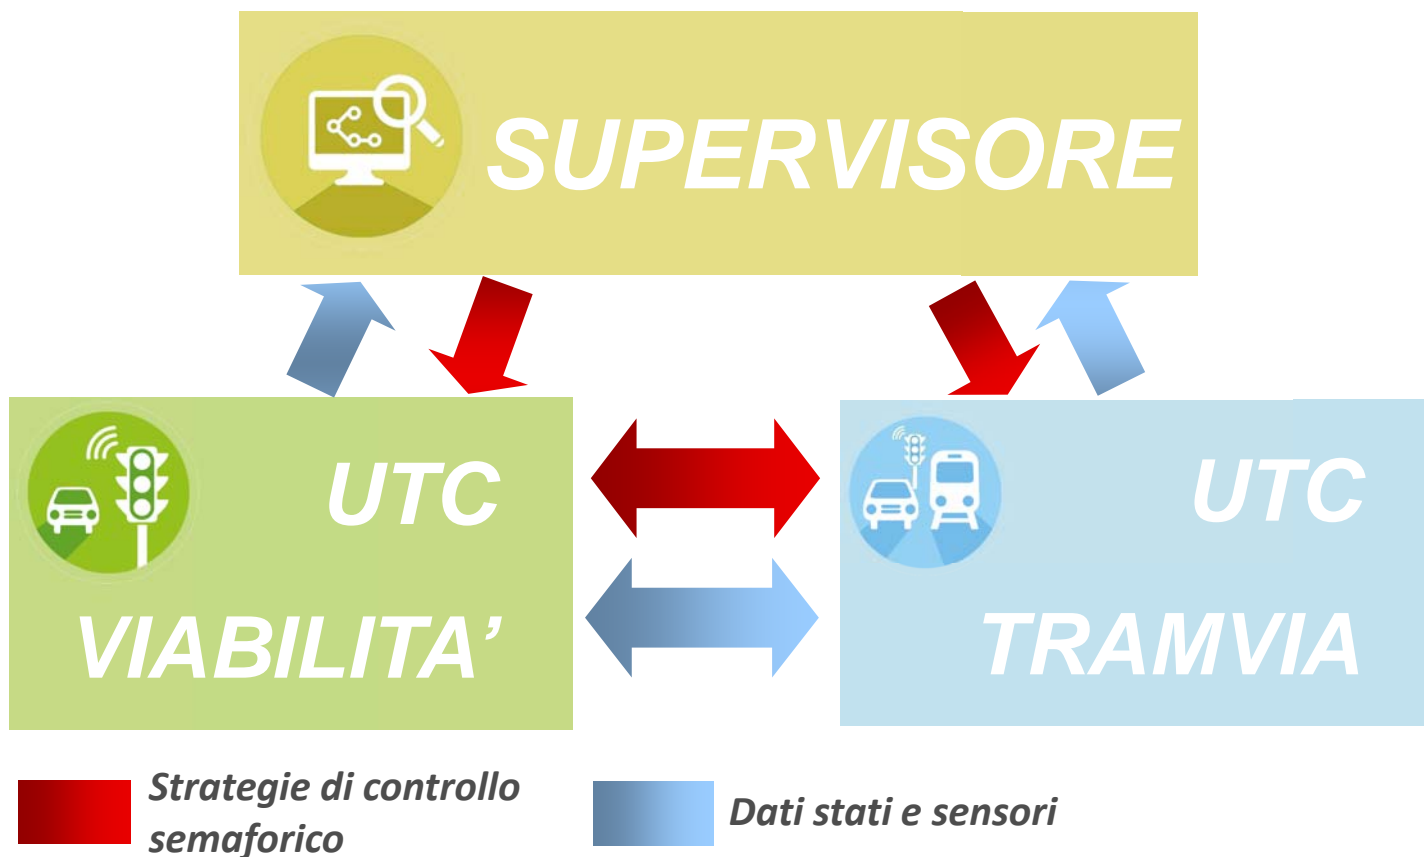 SUPERVISORE
UTC
VIABILITA’
UTC
TRAMVIA
Strategie di controllo
semaforico
Dati stati e sensori